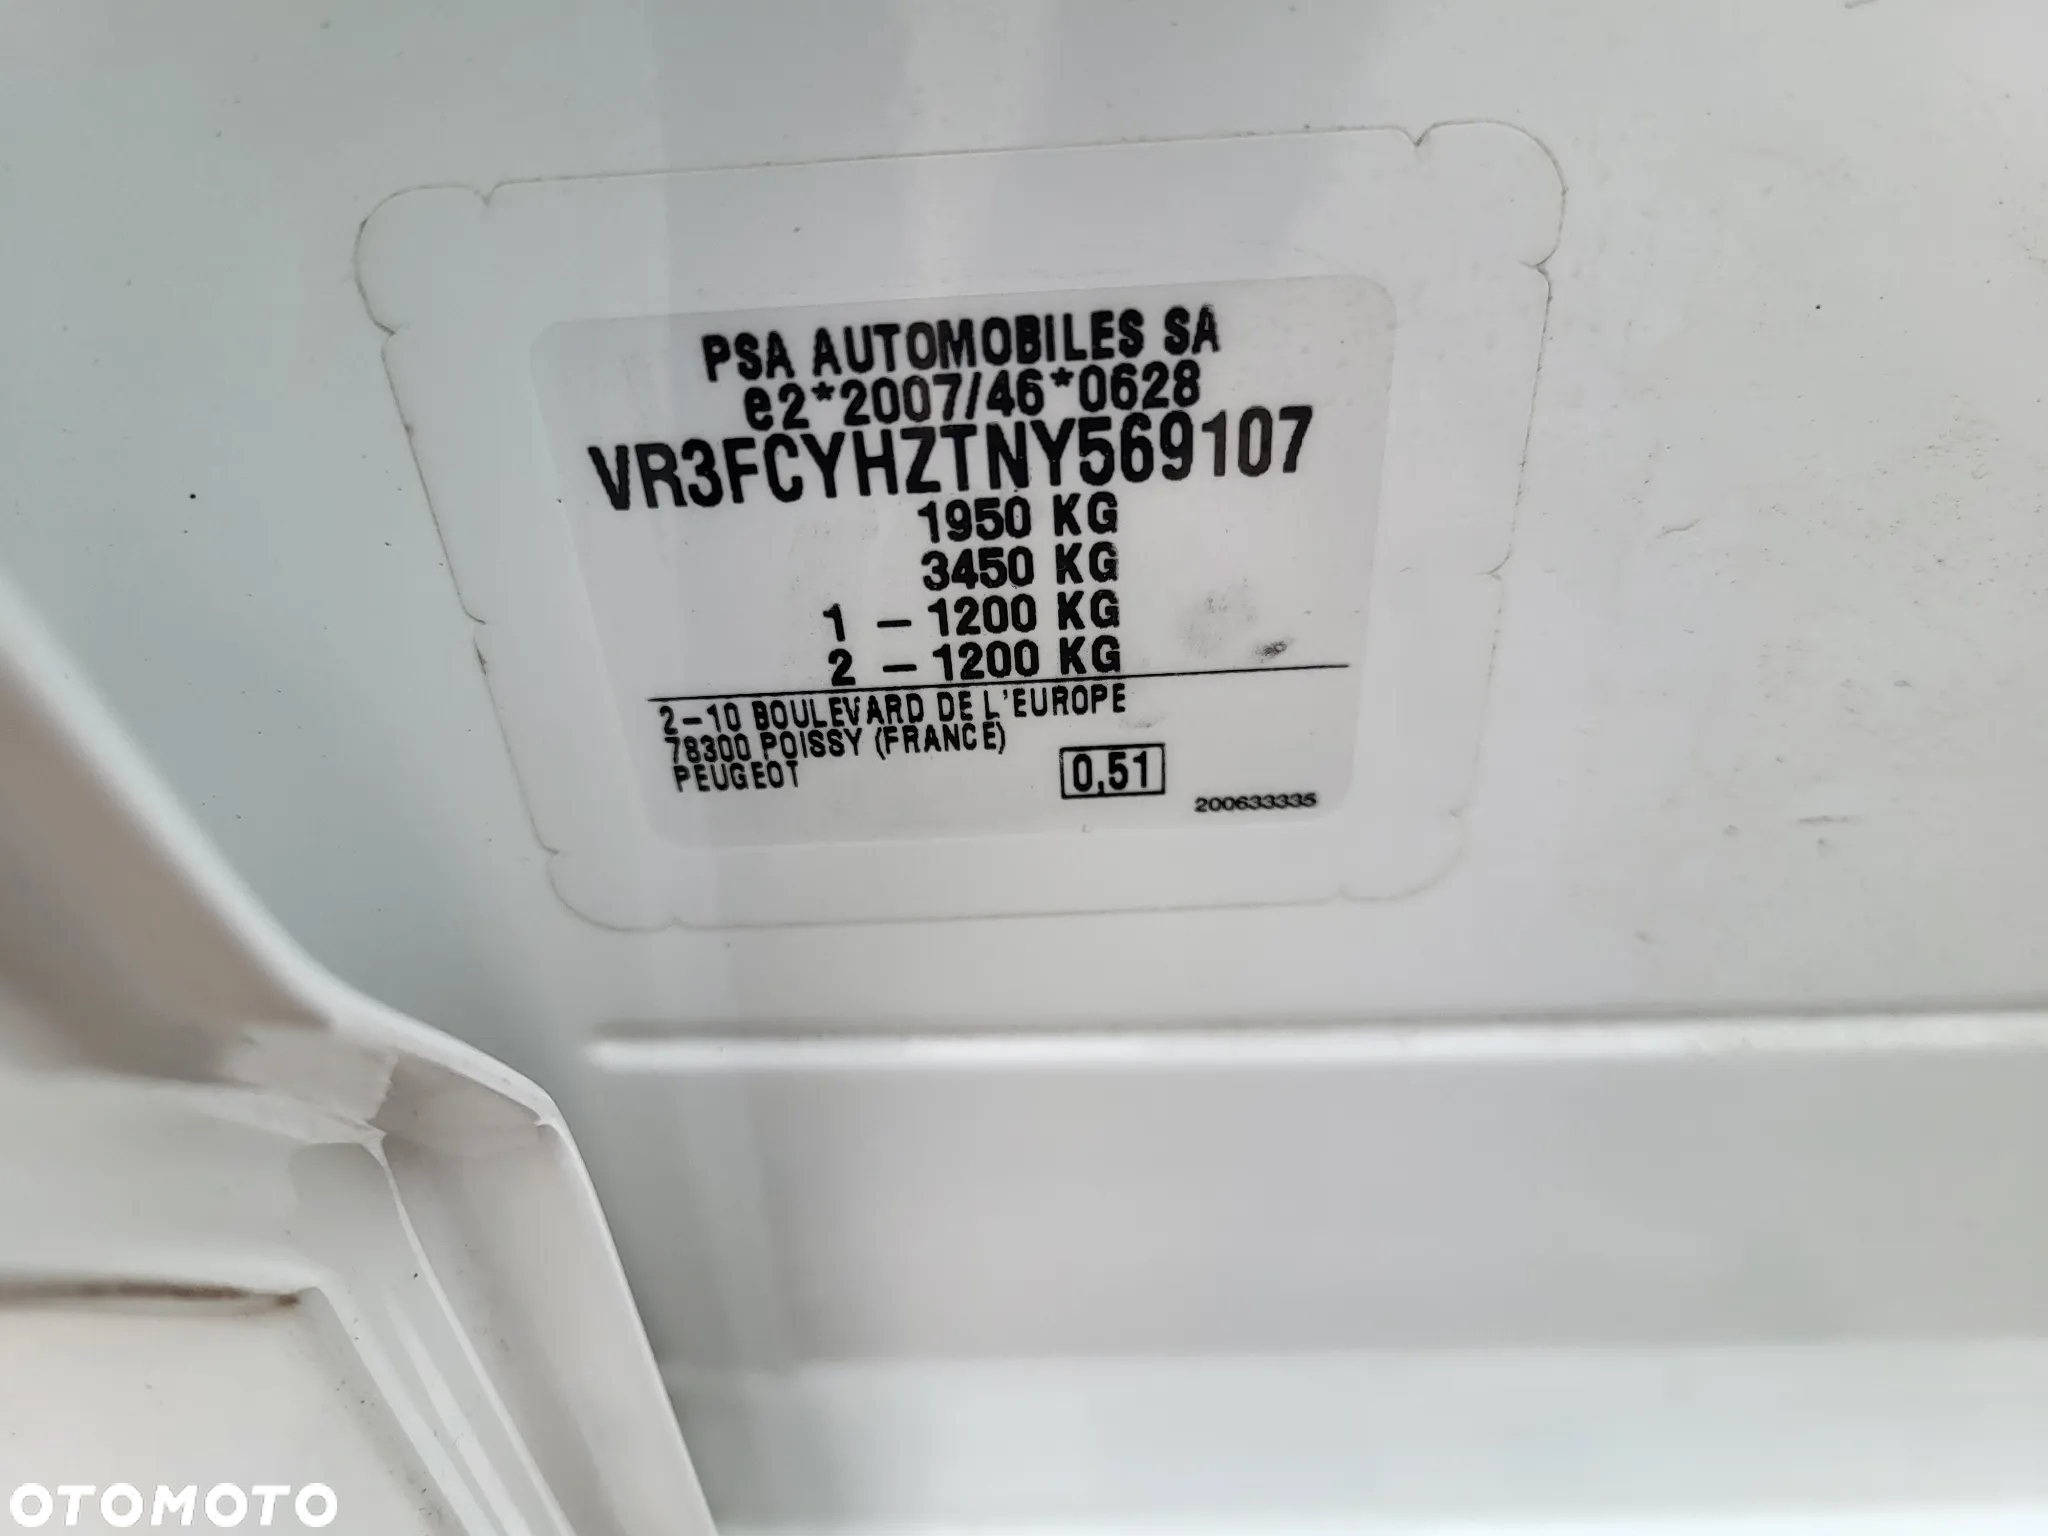 PSA AUTOMOBILES SA
e2*2007/46*0628
VR3FCYHZTNY569107
1950 KG
3450 KG
1 - 1200 KG
2 - 1200 KG
2-10 BOULEVARD DE L'EUROPE
78300 POISSY (FRANCE)
PEUGEOT
0,51
200633335
OTOMOTO